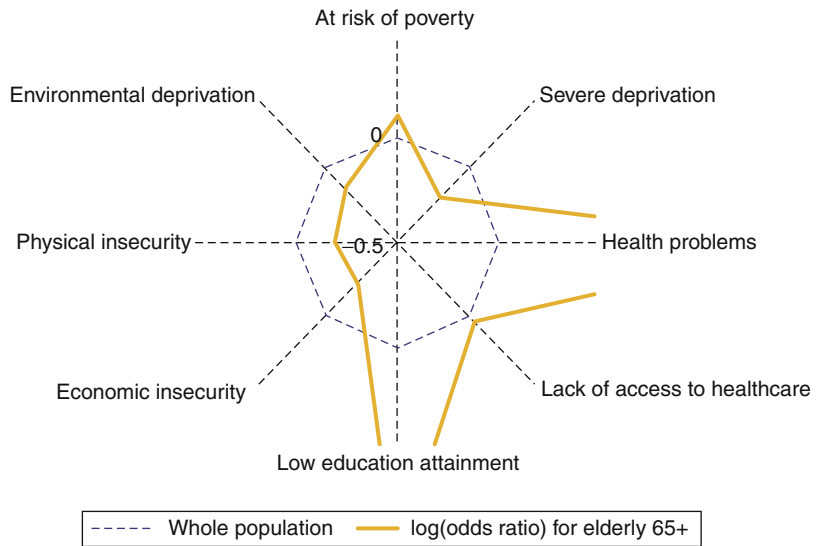 At risk of poverty
Environmental deprivation
Severe deprivation
0
Physical insecurity
–0.5
Health problems
Economic insecurity
Lack of access to healthcare
Low education attainment
Whole population
log(odds ratio) for elderly 65+